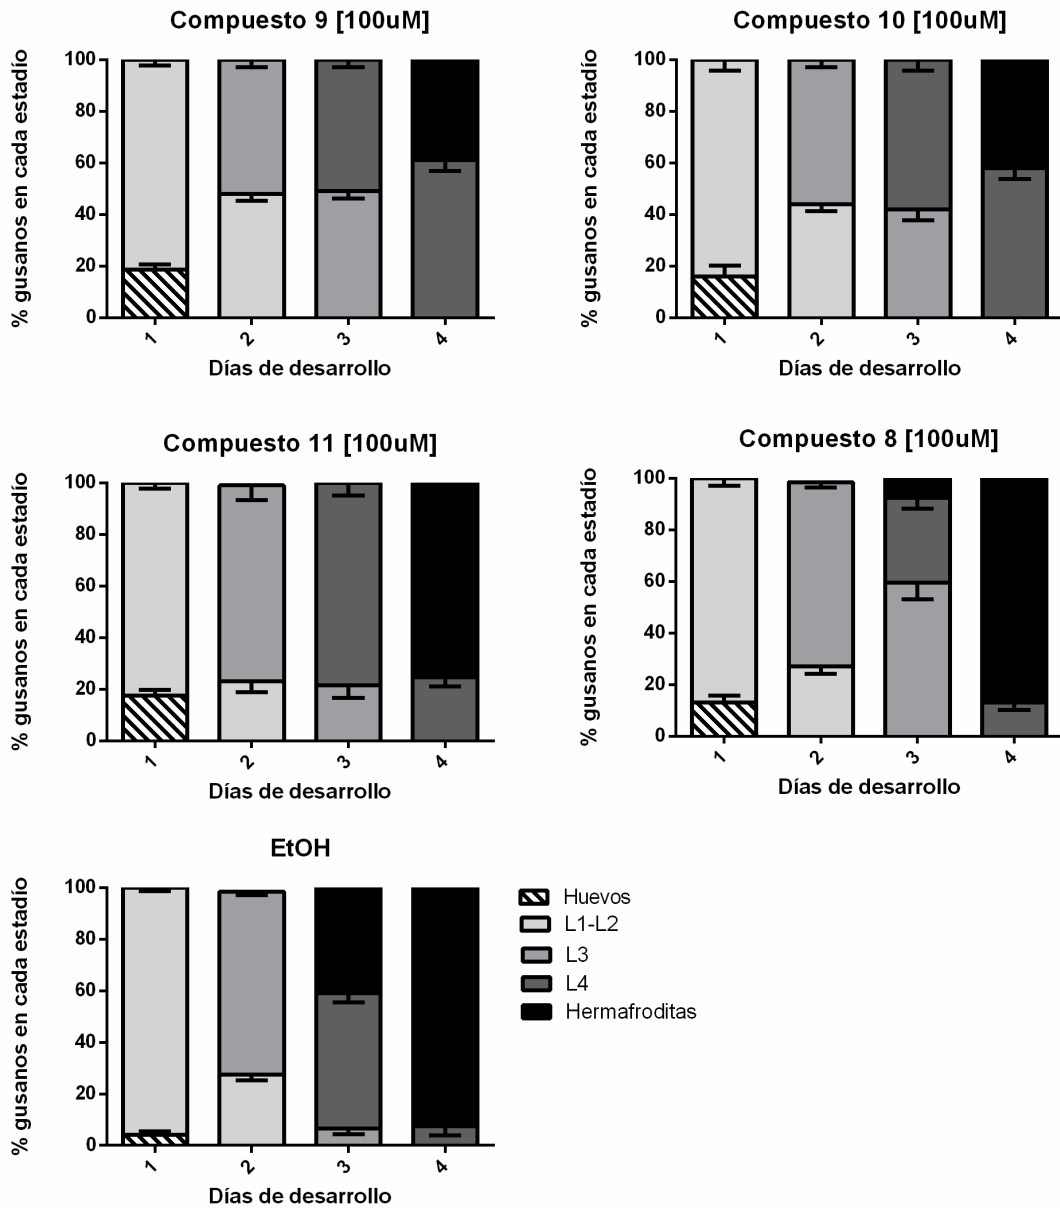 Compuesto 9 [100uM]
% gusanos en cada estadío
100
80
60
40
20
0
1
2
3
4
Días de desarrollo
Compuesto 10 [100uM]
% gusanos en cada estadío
100
80
60
40
20
0
1
2
3
4
Días de desarrollo
Compuesto 11 [100uM]
% gusanos en cada estadío
100
80
60
40
20
0
1
2
3
4
Días de desarrollo
Compuesto 8 [100uM]
% gusanos en cada estadío
100
80
60
40
20
0
1
2
3
4
Días de desarrollo
EtOH
% gusanos en cada estadío
100
80
60
40
20
0
1
2
3
4
Días de desarrollo
Huevos
L1-L2
L3
L4
Hermafroditas